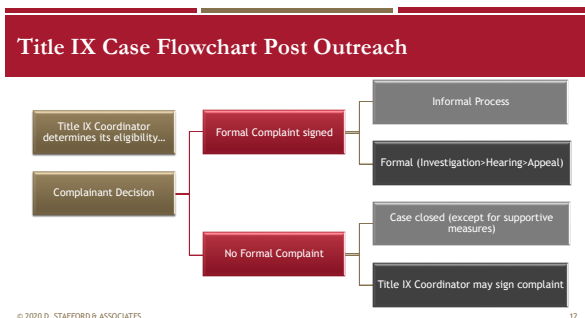 Title IX Case Flowchart Post Outreach
Title IX Coordinator
determines its eligibility…
Complainant Decision
Formal Complaint signed
Informal Process
Formal (Investigation>Hearing>Appeal)
No Formal Complaint
Case closed (except for supportive
measures)
Title IX Coordinator may sign complaint
© 2020 D. STAFFORD & ASSOCIATES